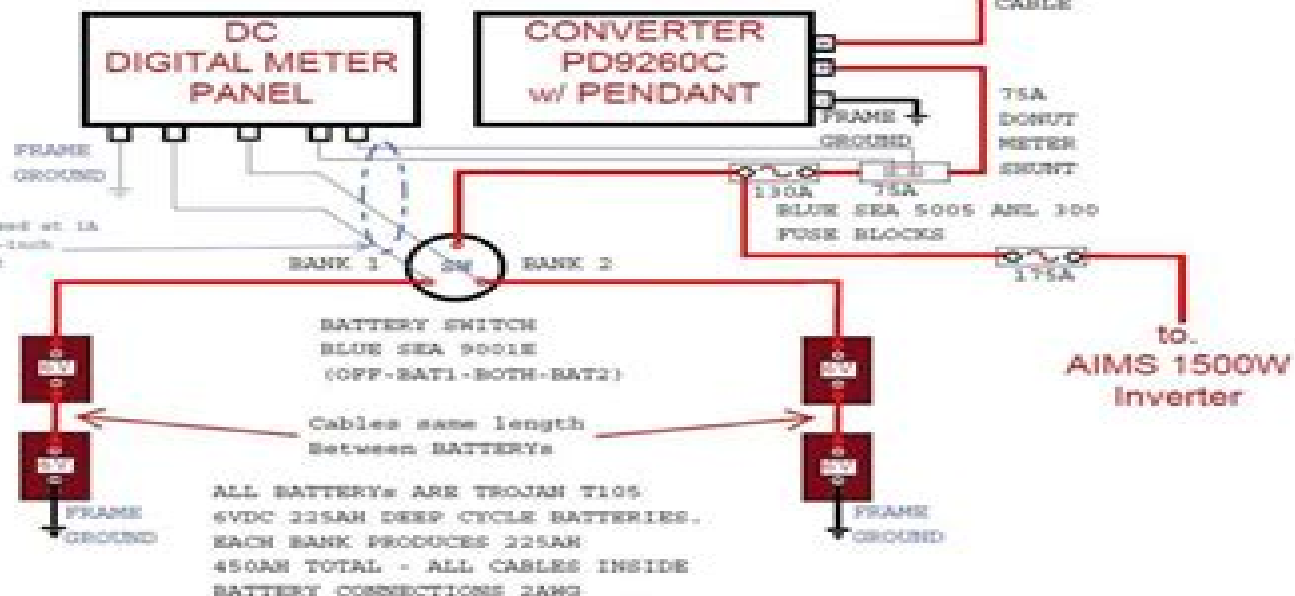 CABLE
DC
DIGITAL METER
PANEL
CONVERTER
PD9260C
w/ PENDANT
FRAME
GROUND
75A
DONUT
METER
SHUNT
FRAME
GROUND
130A
75A
BLUE SEA 5005 ANL 300
FUSE BLOCKS
at 1A
-inch
BANK 1
SW
BANK 2
175A
BATTERY SWITCH
BLUE SEA 9001E
(OFF-BAT1-BOTH-BAT2)
to.
AIMS 1500W
Inverter
6V
6V
Cables same length
Between BATTERYs
6V
6V
ALL BATTERYs ARE TROJAN T105
6VDC 225AH DEEP CYCLE BATTERIES.
EACH BANK PRODUCES 225AH
450AH TOTAL - ALL CABLES INSIDE
BATTERY CONNECTIONS 2AWG
FRAME
GROUND
FRAME
GROUND